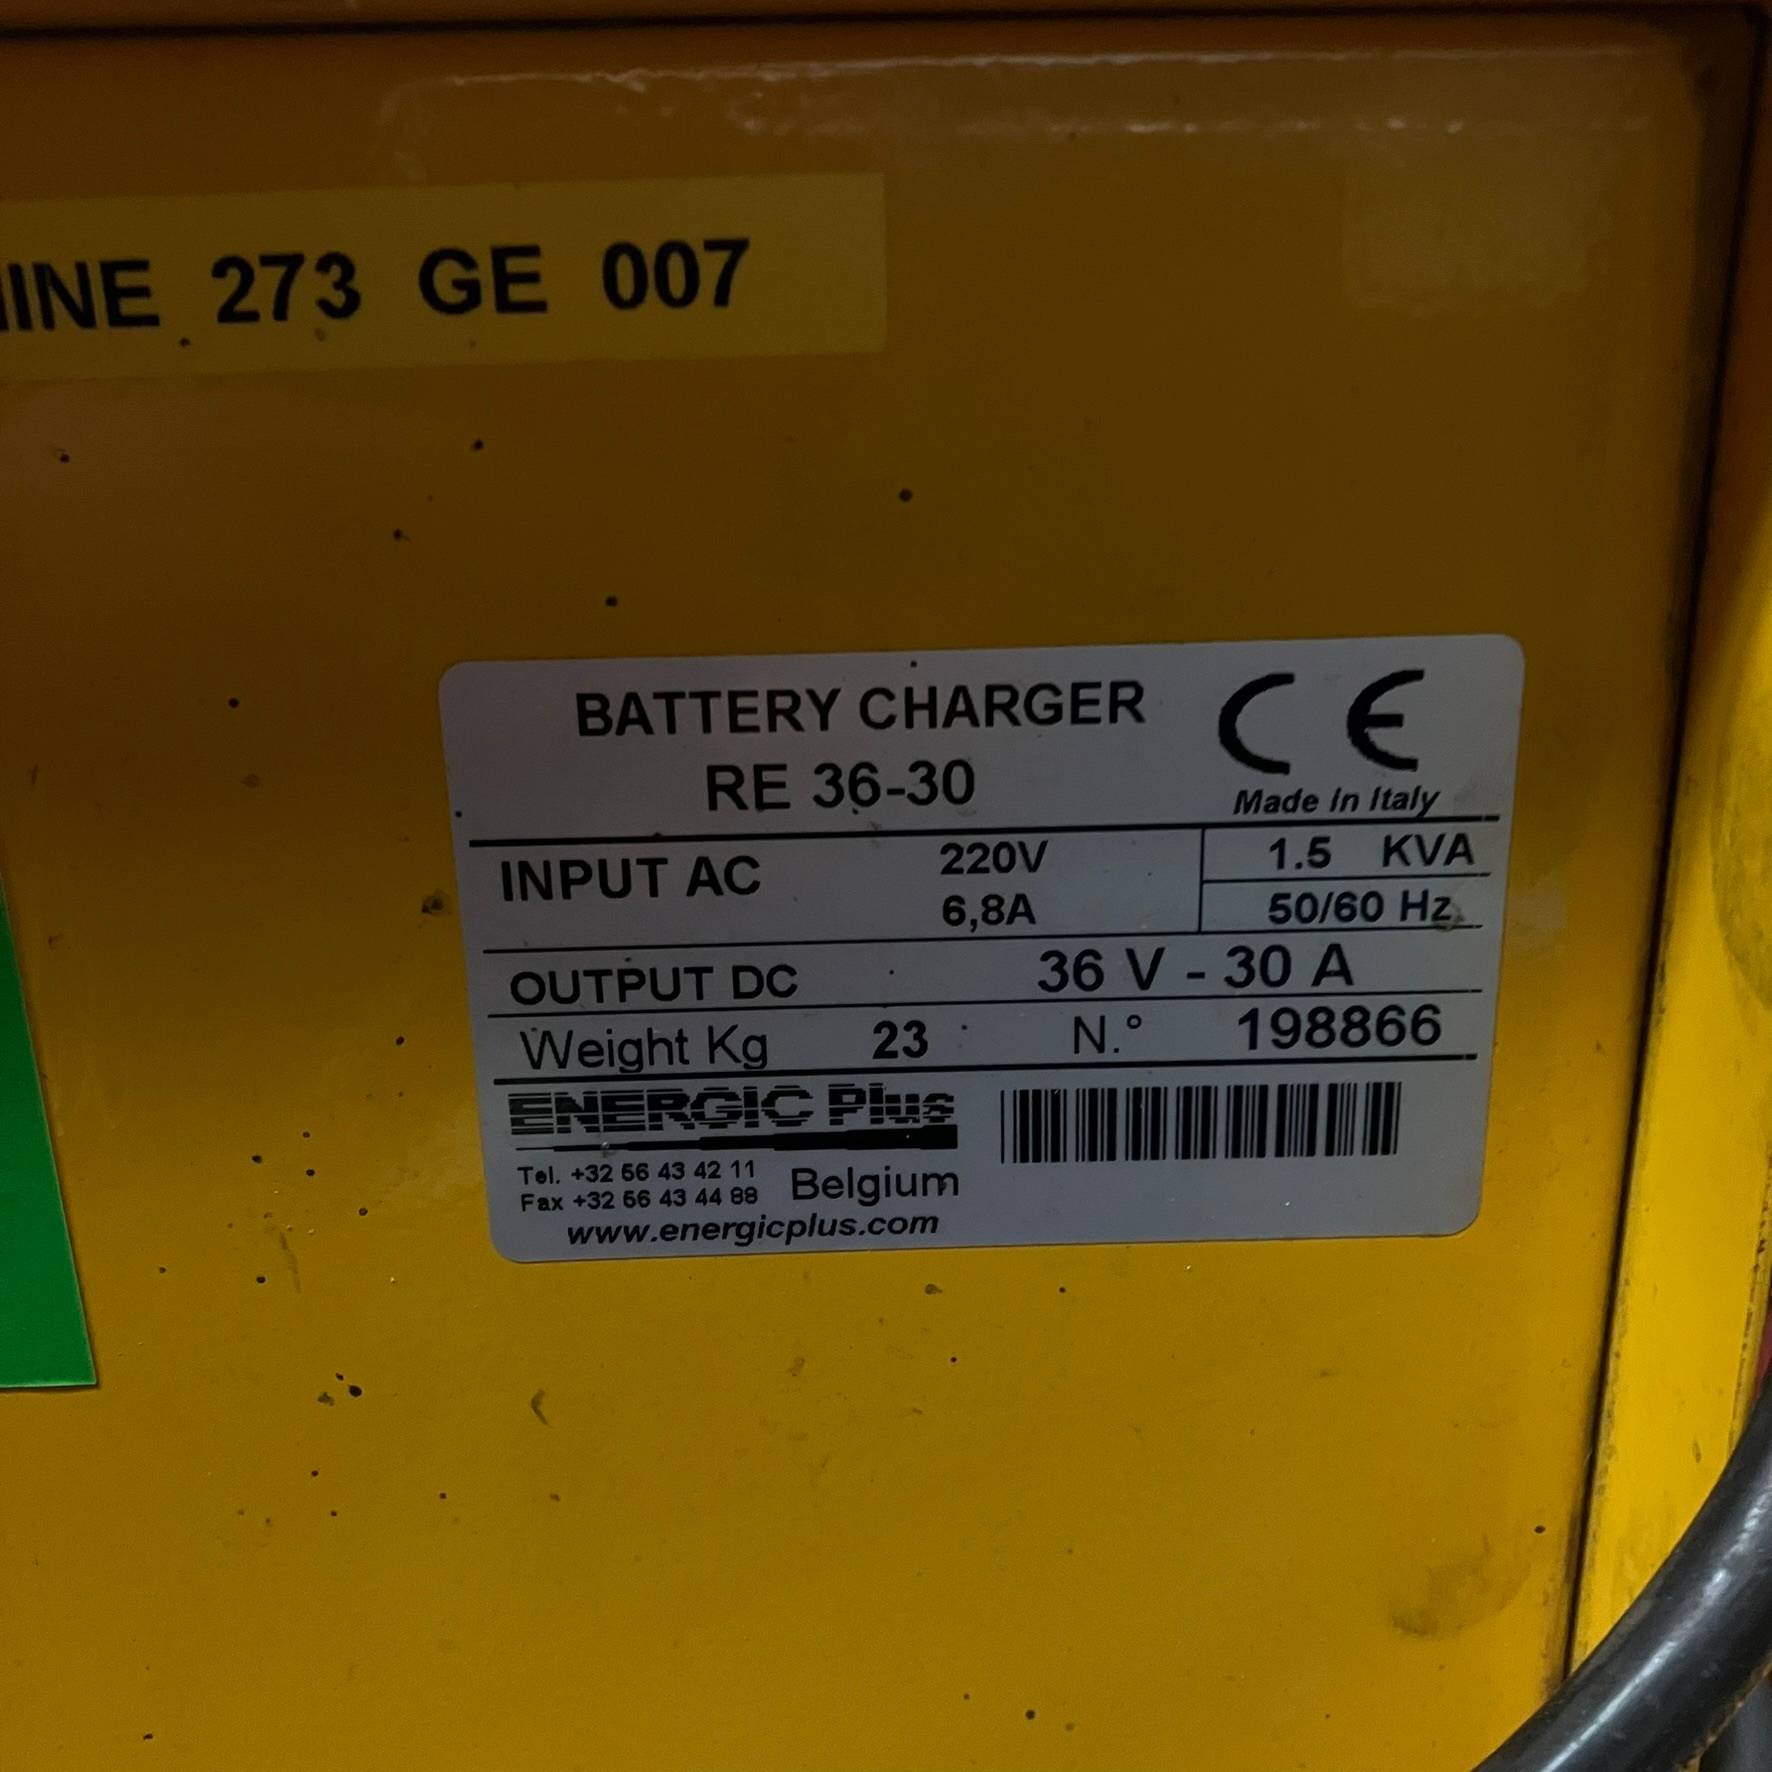 273 GE 007
BATTERY CHARGER
RE 36-30
CE
Made in Italy
INPUT AC 220V 1.5 KVA
6,8A 50/60 Hz
OUTPUT DC 36 V - 30 A
Weight Kg 23 N.° 198866
ENERGIC Plus
Tel. +32 56 43 42 11
Fax +32 56 43 44 88 Belgium
www.energicplus.com